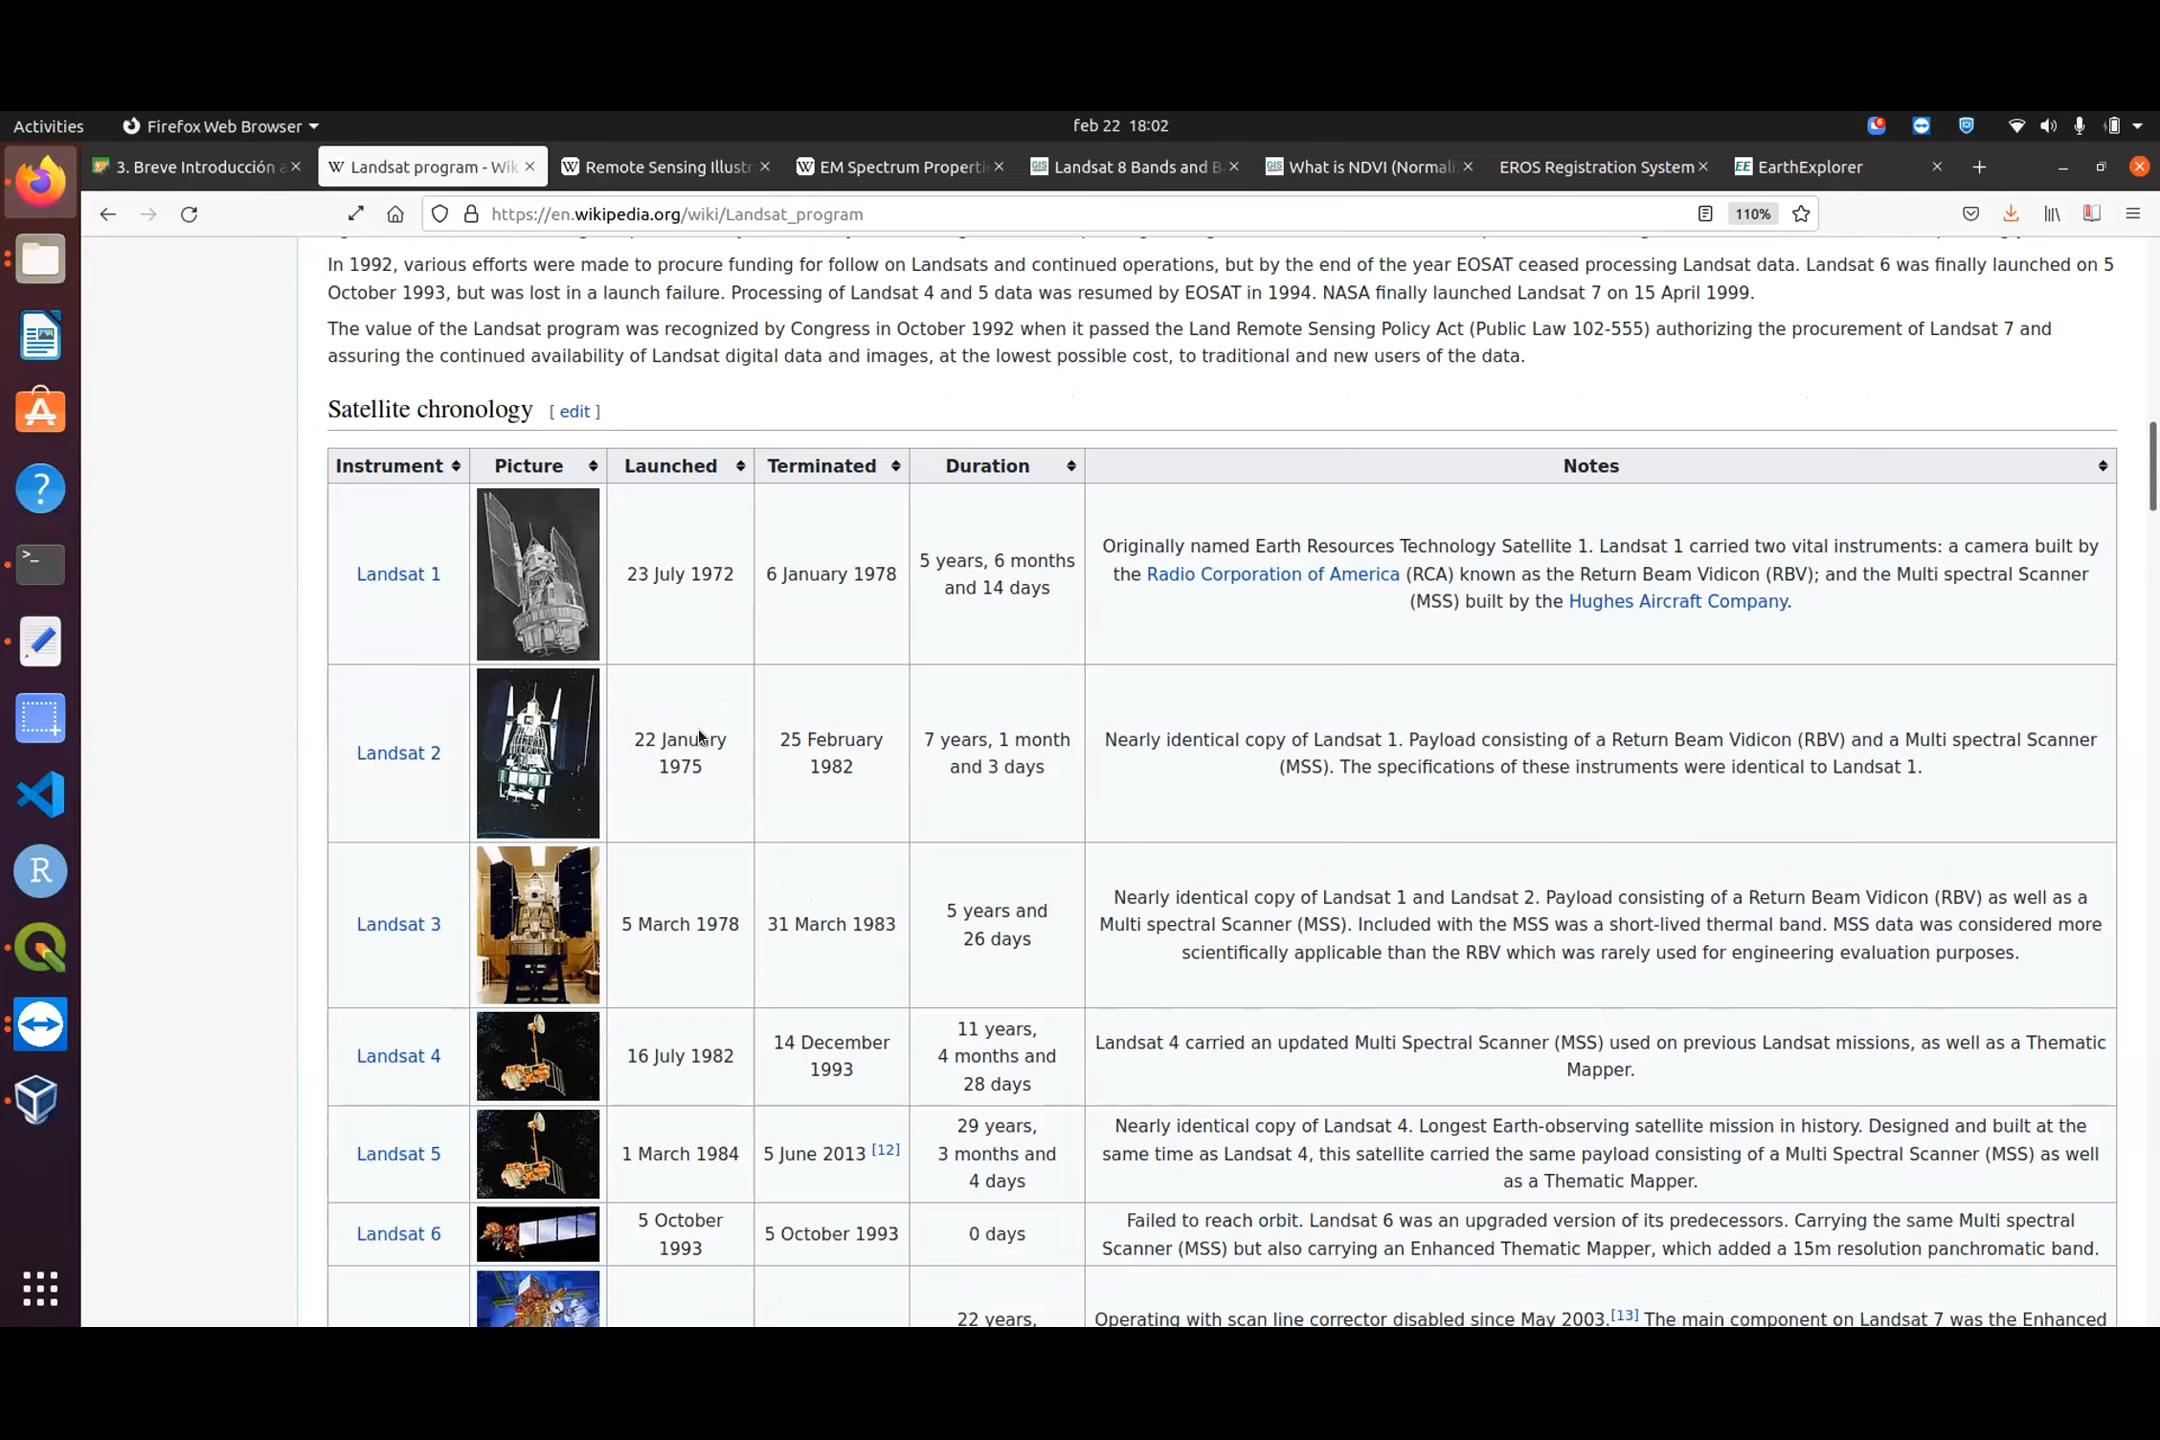 Activities
Firefox Web Browser
feb 22 18:02
3. Breve Introducción a
Landsat program - Wik
Remote Sensing Illustr
EM Spectrum Properti
Landsat 8 Bands and B
What is NDVI (Normali
EROS Registration System
EE EarthExplorer
https://en.wikipedia.org/wiki/Landsat_program
110%
In 1992, various efforts were made to procure funding for follow on Landsats and continued operations, but by the end of the year EOSAT ceased processing Landsat data. Landsat 6 was finally launched on 5
October 1993, but was lost in a launch failure. Processing of Landsat 4 and 5 data was resumed by EOSAT in 1994. NASA finally launched Landsat 7 on 15 April 1999.
The value of the Landsat program was recognized by Congress in October 1992 when it passed the Land Remote Sensing Policy Act (Public Law 102-555) authorizing the procurement of Landsat 7 and
assuring the continued availability of Landsat digital data and images, at the lowest possible cost, to traditional and new users of the data.
Satellite chronology [ edit ]
Instrument Picture Launched Terminated Duration Notes
Landsat 1
23 July 1972
6 January 1978
5 years, 6 months
and 14 days
Originally named Earth Resources Technology Satellite 1. Landsat 1 carried two vital instruments: a camera built by
the Radio Corporation of America (RCA) known as the Return Beam Vidicon (RBV); and the Multi spectral Scanner
(MSS) built by the Hughes Aircraft Company.
Landsat 2
22 January
1975
25 February
1982
7 years, 1 month
and 3 days
Nearly identical copy of Landsat 1. Payload consisting of a Return Beam Vidicon (RBV) and a Multi spectral Scanner
(MSS). The specifications of these instruments were identical to Landsat 1.
Landsat 3
5 March 1978
31 March 1983
5 years and
26 days
Nearly identical copy of Landsat 1 and Landsat 2. Payload consisting of a Return Beam Vidicon (RBV) as well as a
Multi spectral Scanner (MSS). Included with the MSS was a short-lived thermal band. MSS data was considered more
scientifically applicable than the RBV which was rarely used for engineering evaluation purposes.
Landsat 4
16 July 1982
14 December
1993
11 years,
4 months and
28 days
Landsat 4 carried an updated Multi Spectral Scanner (MSS) used on previous Landsat missions, as well as a Thematic
Mapper.
Landsat 5
1 March 1984
5 June 2013 [12]
29 years,
3 months and
4 days
Nearly identical copy of Landsat 4. Longest Earth-observing satellite mission in history. Designed and built at the
same time as Landsat 4, this satellite carried the same payload consisting of a Multi Spectral Scanner (MSS) as well
as a Thematic Mapper.
Landsat 6
5 October
1993
5 October 1993
0 days
Failed to reach orbit. Landsat 6 was an upgraded version of its predecessors. Carrying the same Multi spectral
Scanner (MSS) but also carrying an Enhanced Thematic Mapper, which added a 15m resolution panchromatic band.
22 years,
Operating with scan line corrector disabled since May 2003.[13] The main component on Landsat 7 was the Enhanced